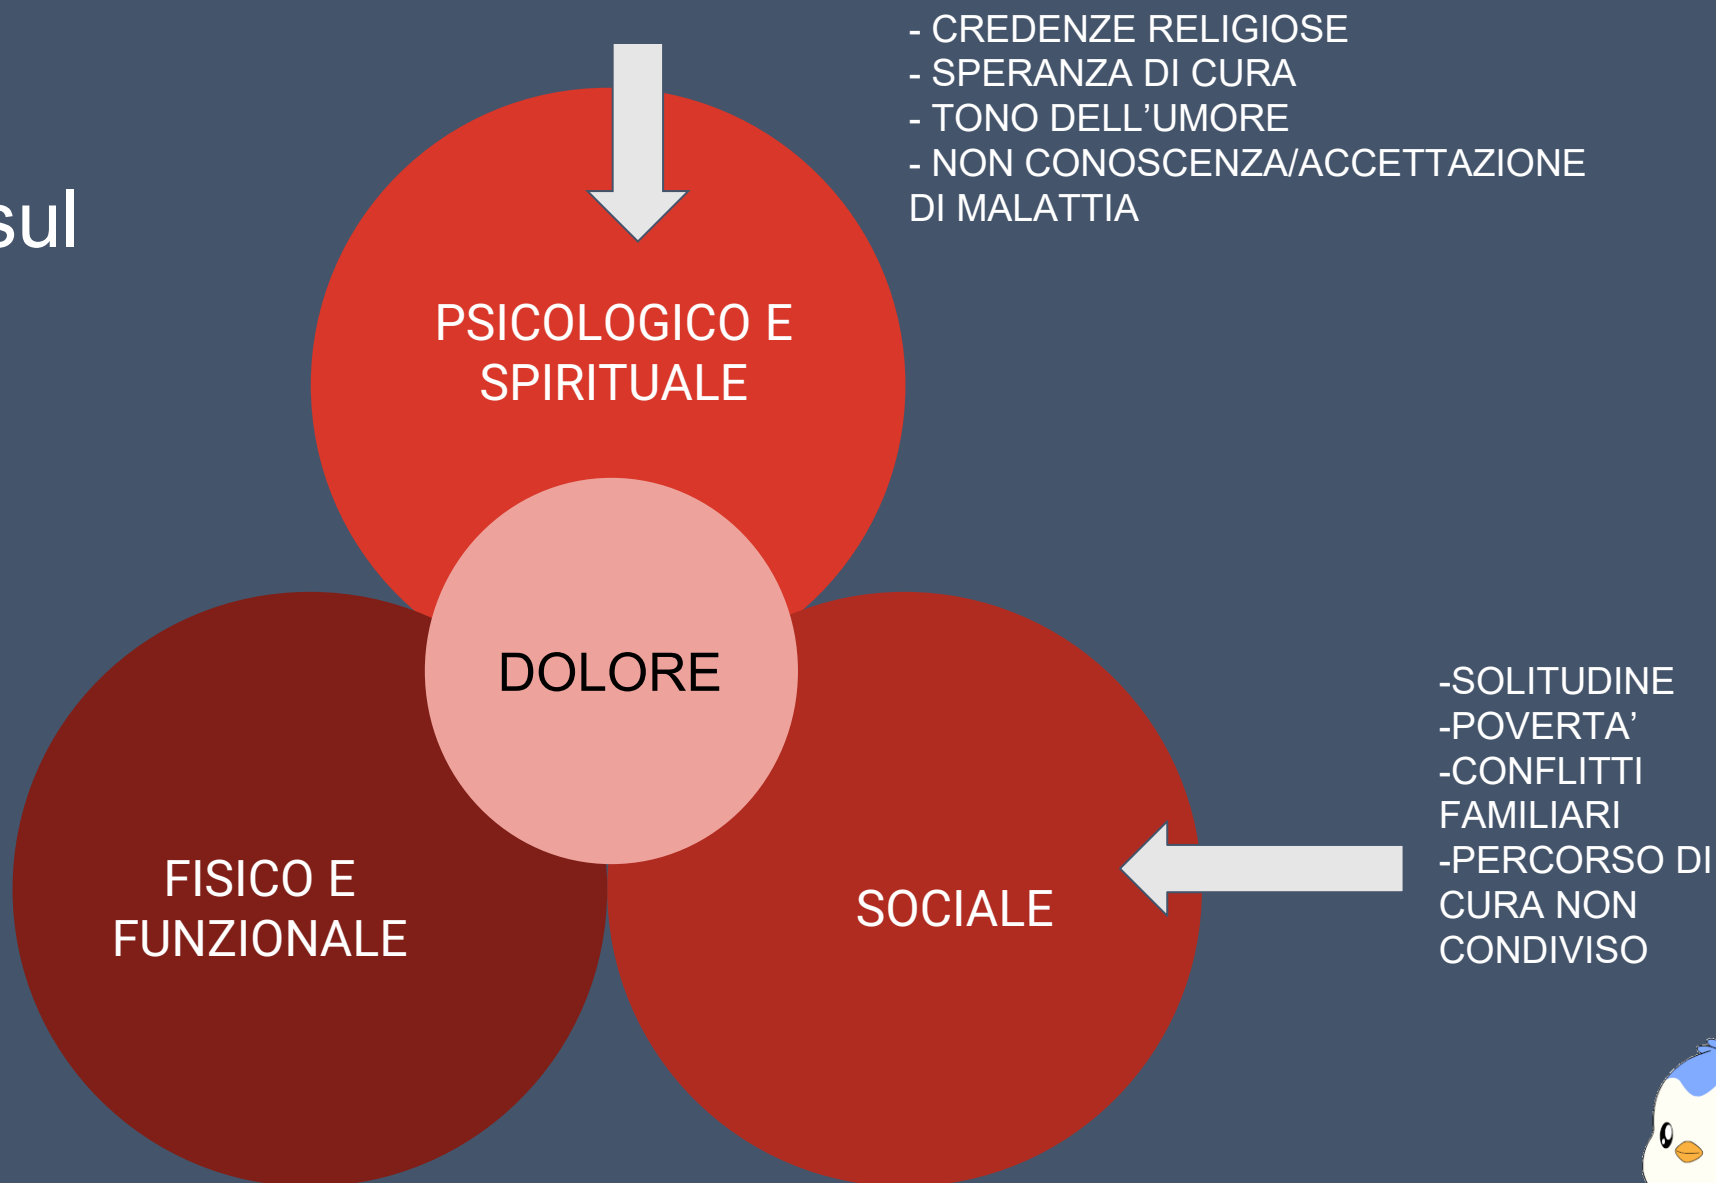 sul
- CREDENZE RELIGIOSE
- SPERANZA DI CURA
- TONO DELL’UMORE
- NON CONOSCENZA/ACCETTAZIONE
DI MALATTIA
PSICOLOGICO E
SPIRITUALE
DOLORE
FISICO E
FUNZIONALE
SOCIALE
-SOLITUDINE
-POVERTA’
-CONFLITTI
FAMILIARI
-PERCORSO DI
CURA NON
CONDIVISO